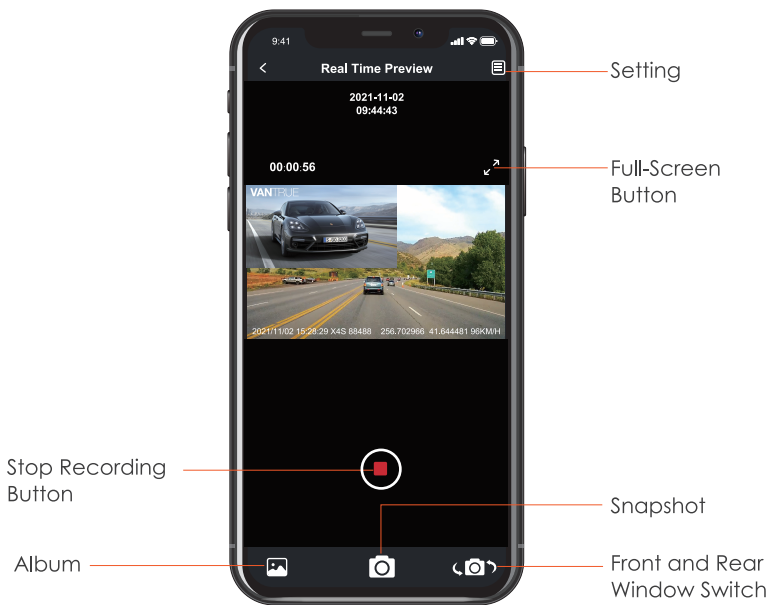 9:41
Real Time Preview
Setting
2021-11-02
09:44:43
00:00:56
Full-Screen
Button
VANTRUE
S·GO 2203
2021/11/02 15:28:29 X4S 88488 256.702966 41.644481 96KM/H
Stop Recording
Button
Snapshot
Album
Front and Rear
Window Switch